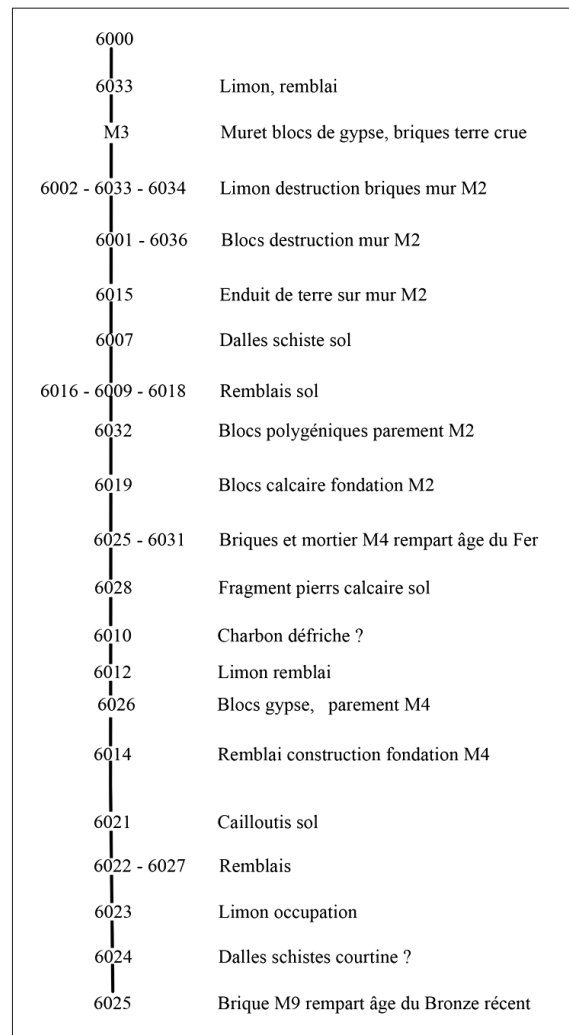 6000
6033 Limon, remblai
M3 Muret blocs de gypse, briques terre crue
6002 - 6033 - 6034 Limon destruction briques mur M2
6001 - 6036 Blocs destruction mur M2
6015 Enduit de terre sur mur M2
6007 Dalles schiste sol
6016 - 6009 - 6018 Remblais sol
6032 Blocs polygéniques parement M2
6019 Blocs calcaire fondation M2
6025 - 6031 Briques et mortier M4 rempart âge du Fer
6028 Fragment pierrs calcaire sol
6010 Charbon défriche ?
6012 Limon remblai
6026 Blocs gypse, parement M4
6014 Remblai construction fondation M4
6021 Cailloutis sol
6022 - 6027 Remblais
6023 Limon occupation
6024 Dalles schistes courtine ?
6025 Brique M9 rempart âge du Bronze récent